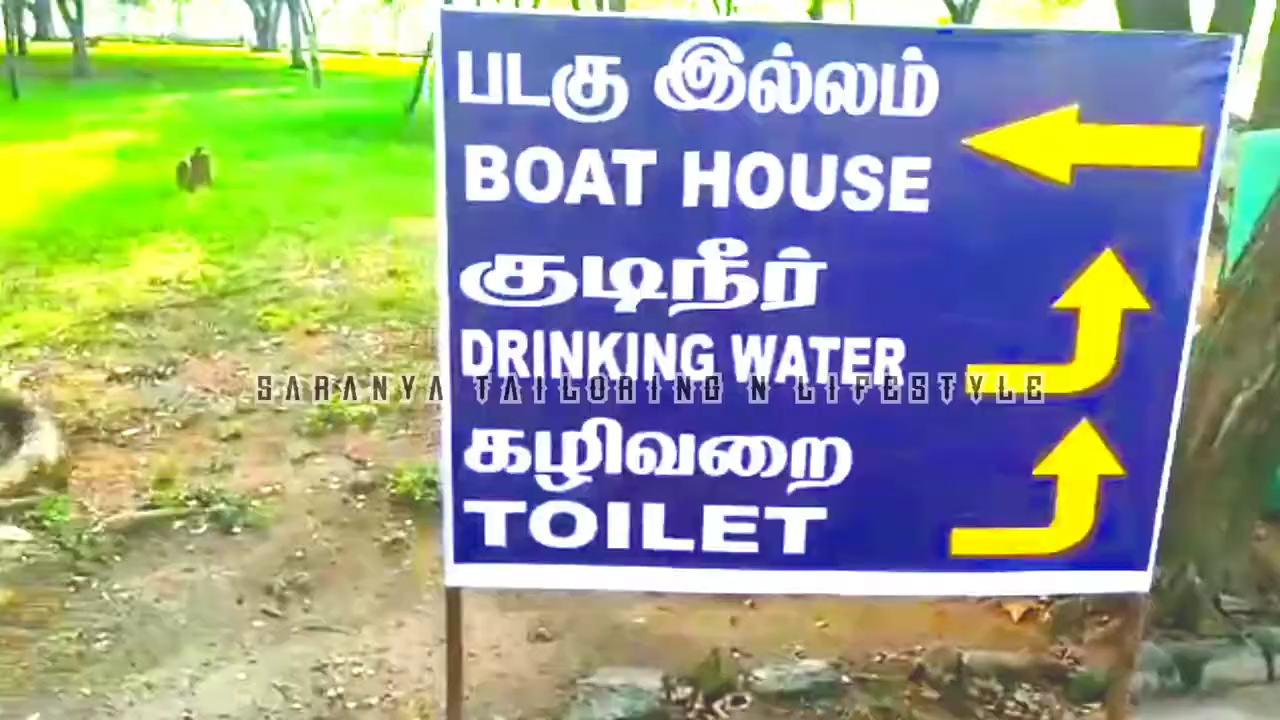 படகு இல்லம்
BOAT HOUSE
குடிநீர்
DRINKING WATER
SARANYA TAILORING N LIFESTYLE
கழிவறை
TOILET